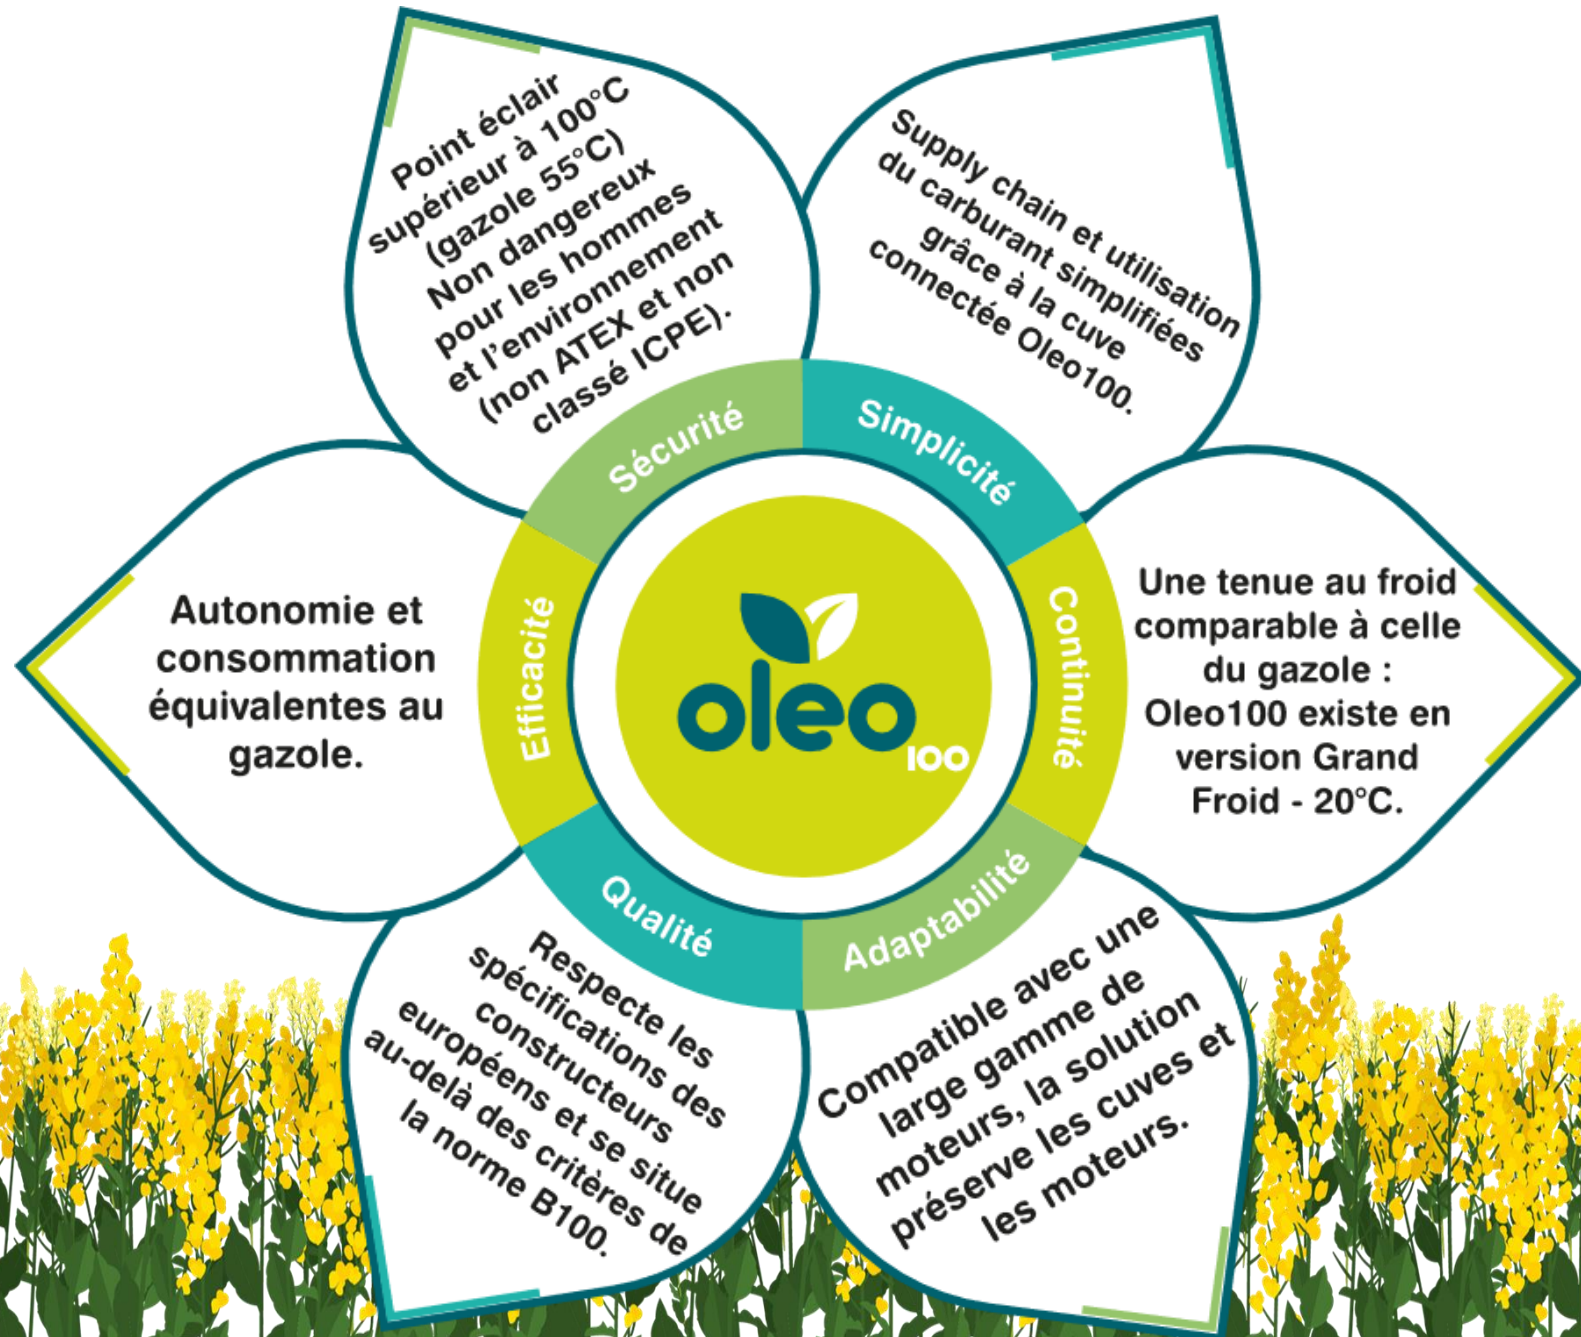 Point éclair
supérieur à 100°C
(gazole 55°C)
Non dangereux
pour les hommes
et l'environnement
(non ATEX et non
classé ICPE).
Sécurité
Supply chain et utilisation
du carburant simplifiées
grâce à la cuve
connectée Oleo100.
Simplicité
Autonomie et
consommation
équivalentes au
gazole.
Efficacité
oleo
100
Continuité
Une tenue au froid
comparable à celle
du gazole :
Oleo100 existe en
version Grand
Froid - 20°C.
Qualité
Respecte les
spécifications des
constructeurs
européens et se situe
au-delà des critères de
la norme B100.
Adaptabilité
Compatible avec une
large gamme de
moteurs, la solution
préserve les cuves et
les moteurs.